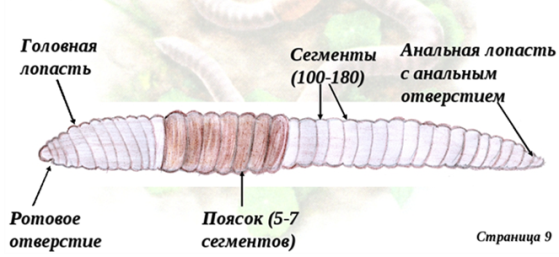 Головная
лопасть
Сегменты
(100-180)
Анальная лопасть
с анальным
отверстием
Ротовое
отверстие
Поясок (5-7
сегментов)
Страница 9